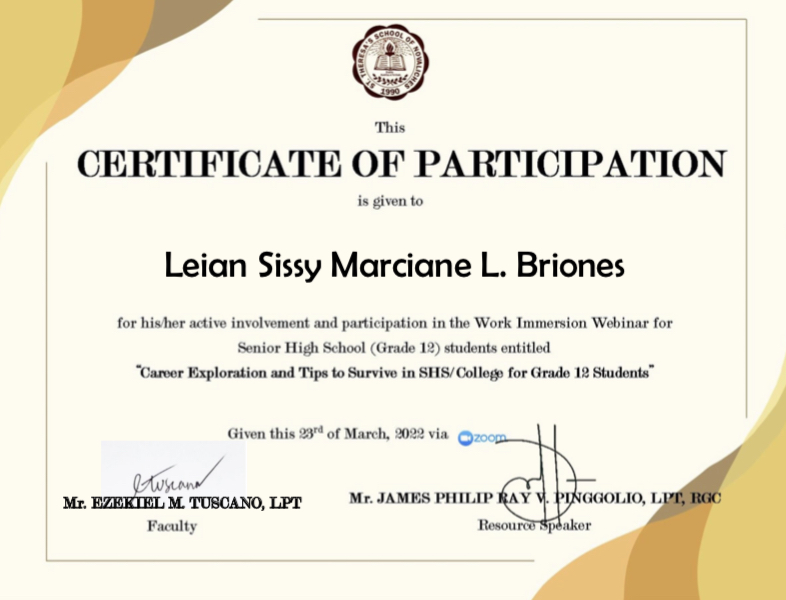 ST. THERESA'S SCHOOL OF NOVALICHES
1990
This
CERTIFICATE OF PARTICIPATION
is given to
Leian Sissy Marciane L. Briones
for his/her active involvement and participation in the Work Immersion Webinar for
Senior High School (Grade 12) students entitled
"Career Exploration and Tips to Survive in SHS/College for Grade 12 Students"
Given this 23rd of March, 2022 via zoom
etuscano
Mr. EZEKIEL M. TUSCANO, LPT
Faculty
Mr. JAMES PHILIP RAY V. PINGGOLIO, LPT, RGC
Resource Speaker